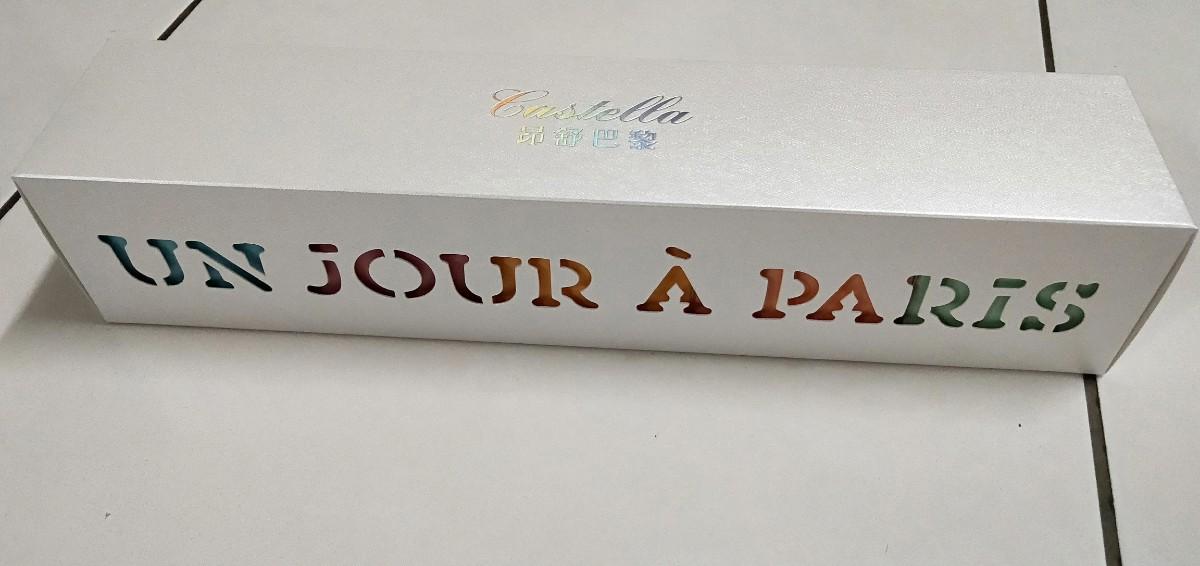 Castella
昂舒巴黎
UN JOUR À PARIS